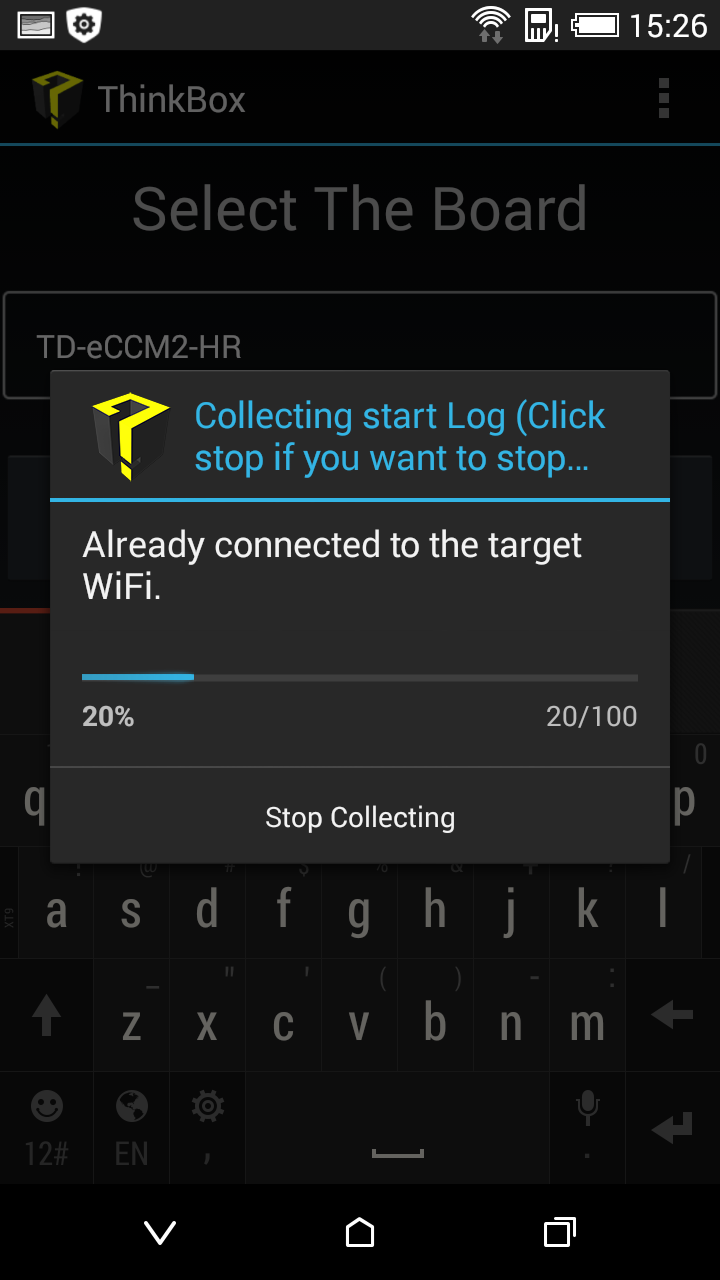 15:26
ThinkBox
Select The Board
TD-eCCM2-HR
Collecting start Log (Click
stop if you want to stop...
Already connected to the target
WiFi.
20% 20/100
Stop Collecting
0
q p
! @ # $ % & + ? /
XT9 a s d f g h j k l
_ " ' ( ) - :
z x c v b n m
12# EN , .